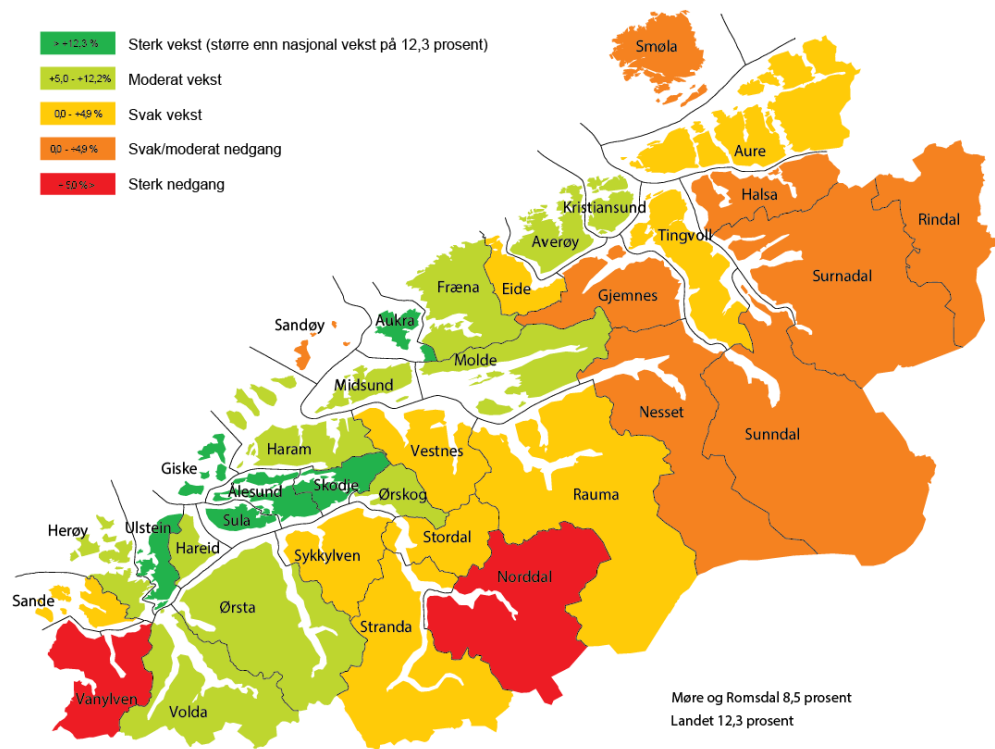 > +12,3 % Sterk vekst (større enn nasjonal vekst på 12,3 prosent)
+5,0 - +12,2% Moderat vekst
0,0 - +4,9 % Svak vekst
0,0 - +4,9 % Svak/moderat nedgang
- 5,0 % > Sterk nedgang
Smøla
Aure
Halsa
Rindal
Kristiansund
Tingvoll
Averøy
Surnadal
Fræna
Eide
Gjemnes
Aukra
Sandøy
Molde
Midsund
Nesset
Sunndal
Haram
Vestnes
Giske
Ålesund
Skodje
Ørskog
Rauma
Sula
Herøy
Ulstein
Hareid
Stordal
Sykkylven
Norddal
Sande
Ørsta
Stranda
Vanylven
Volda
Møre og Romsdal 8,5 prosent
Landet 12,3 prosent